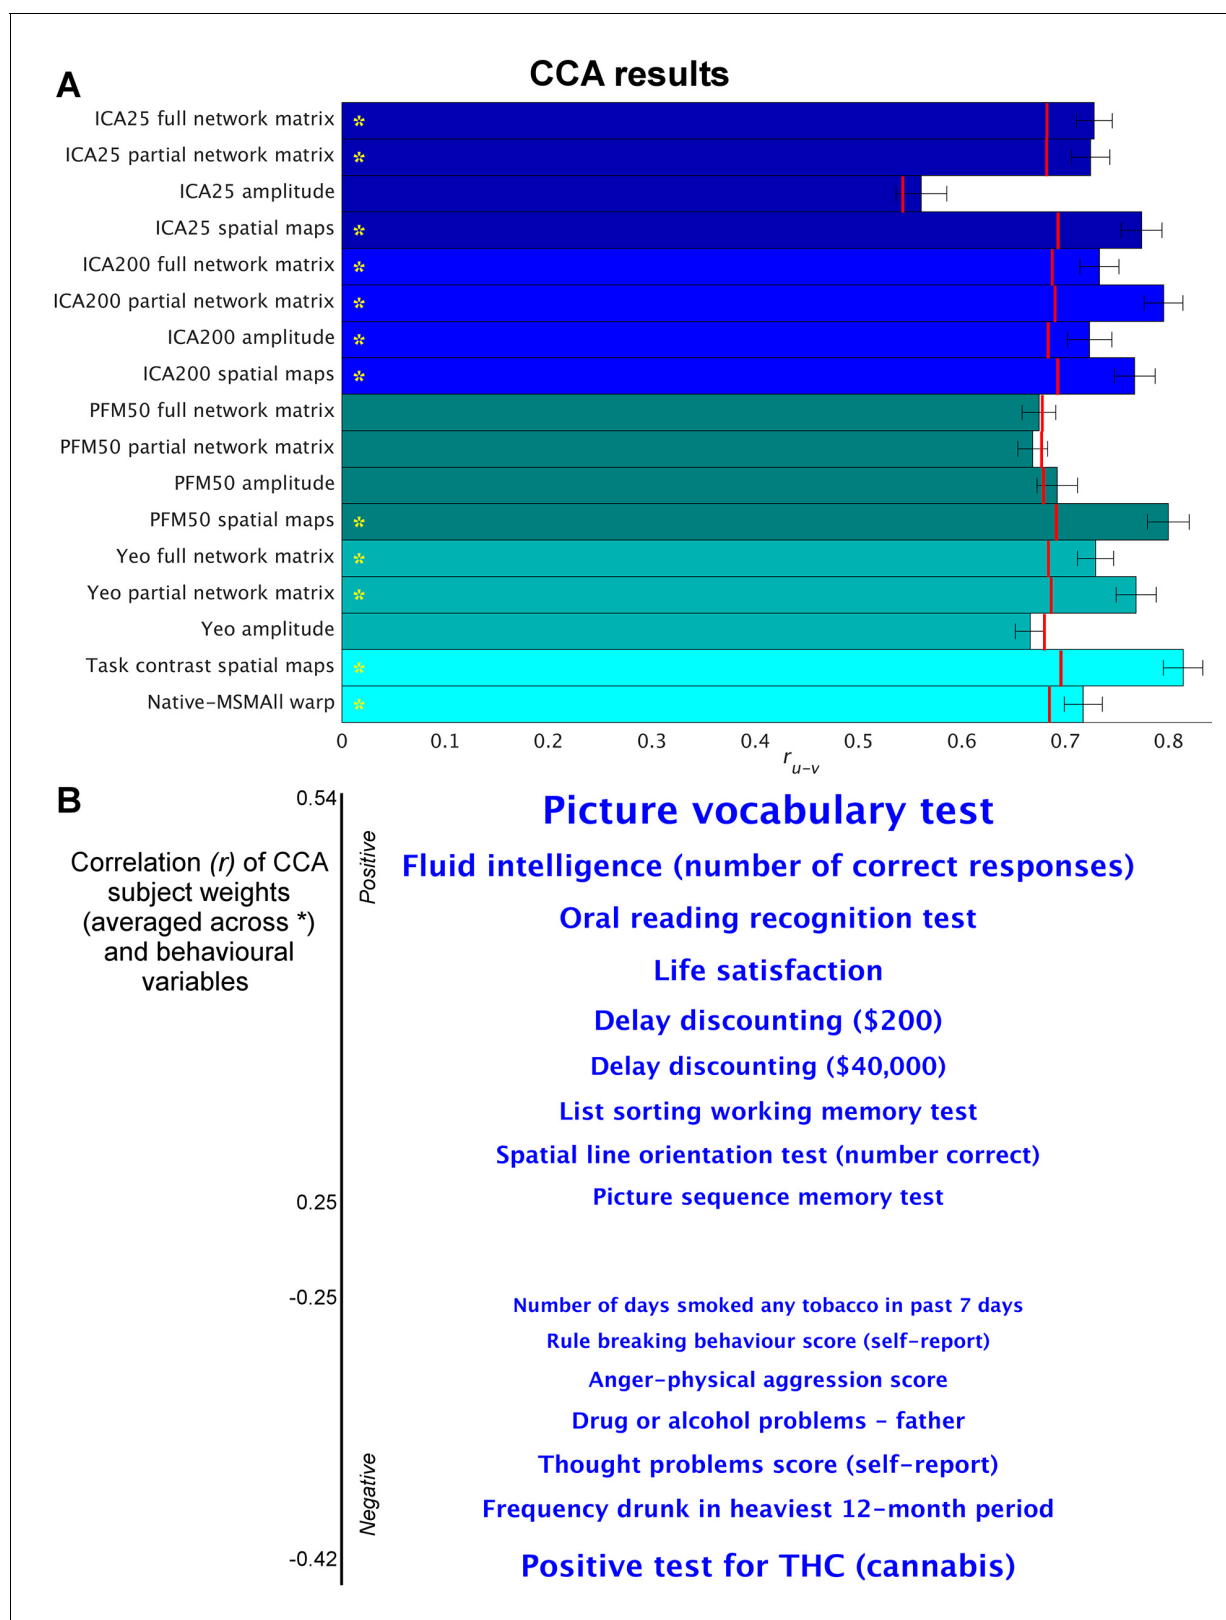 CCA results
A
ICA25 full network matrix *
ICA25 partial network matrix *
ICA25 amplitude
ICA25 spatial maps *
ICA200 full network matrix *
ICA200 partial network matrix *
ICA200 amplitude *
ICA200 spatial maps *
PFM50 full network matrix
PFM50 partial network matrix
PFM50 amplitude
PFM50 spatial maps *
Yeo full network matrix *
Yeo partial network matrix *
Yeo amplitude
Task contrast spatial maps *
Native-MSMAll warp *
0 0.1 0.2 0.3 0.4 0.5 0.6 0.7 0.8
r u-v
B
Correlation (r) of CCA
subject weights
(averaged across *)
and behavioural
variables
0.54
0.25
-0.25
-0.42
Positive
Negative
Picture vocabulary test
Fluid intelligence (number of correct responses)
Oral reading recognition test
Life satisfaction
Delay discounting ($200)
Delay discounting ($40,000)
List sorting working memory test
Spatial line orientation test (number correct)
Picture sequence memory test
Number of days smoked any tobacco in past 7 days
Rule breaking behaviour score (self-report)
Anger-physical aggression score
Drug or alcohol problems - father
Thought problems score (self-report)
Frequency drunk in heaviest 12-month period
Positive test for THC (cannabis)